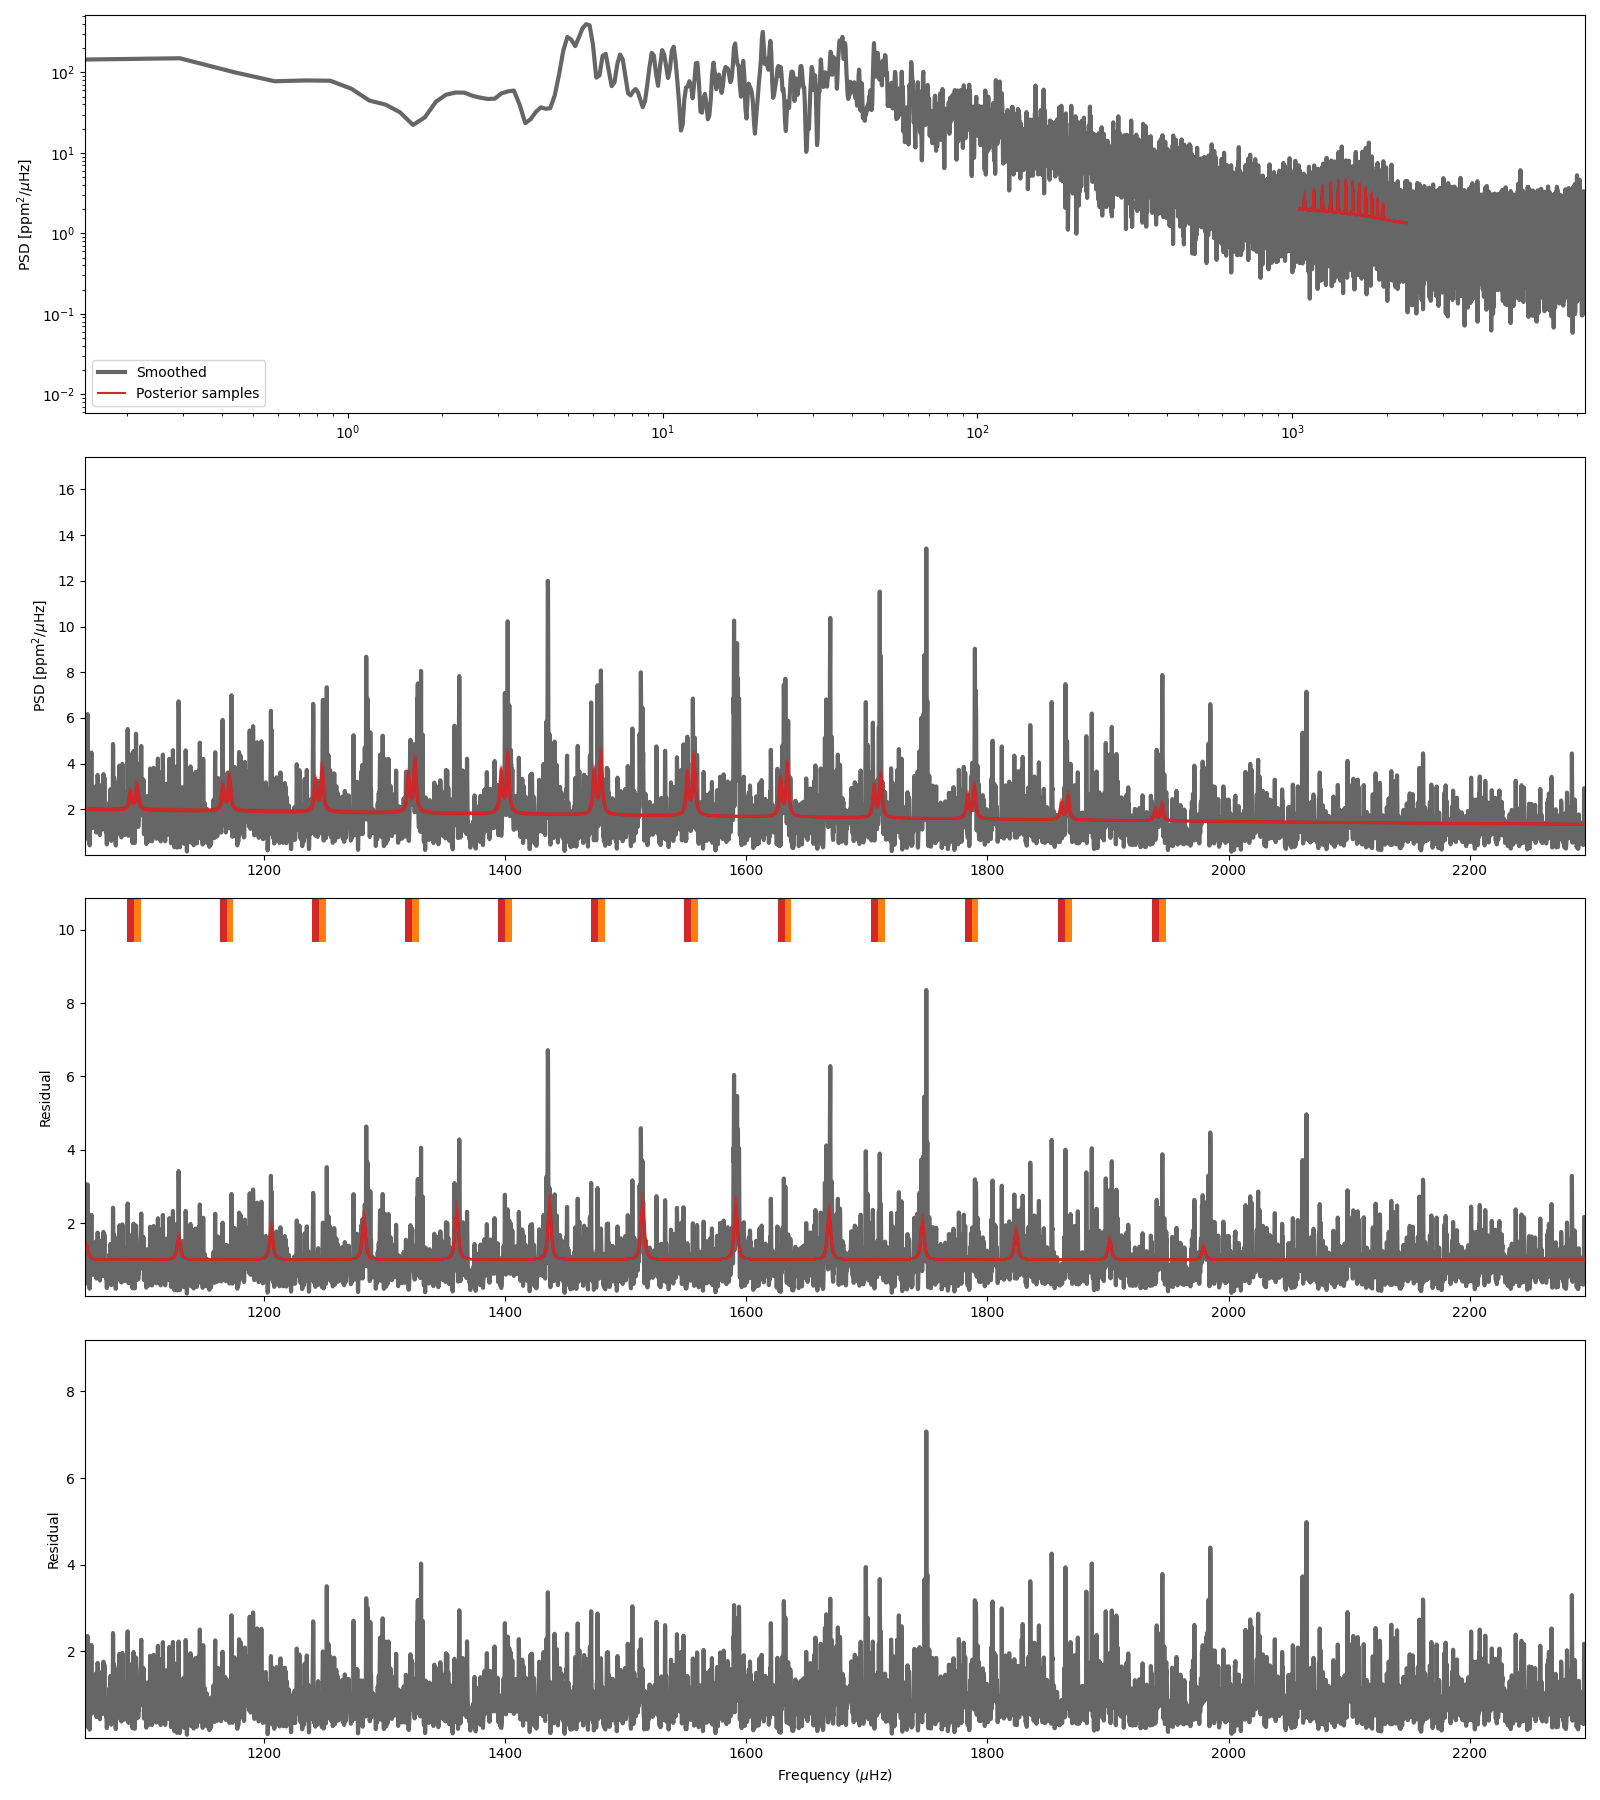 PSD [ppm²/μHz]
10²
10¹
10⁰
10⁻¹
10⁻²
Smoothed
Posterior samples
10⁰ 10¹ 10² 10³
PSD [ppm²/μHz]
16
14
12
10
8
6
4
2
1200 1400 1600 1800 2000 2200
Residual
10
8
6
4
2
1200 1400 1600 1800 2000 2200
Residual
8
6
4
2
1200 1400 1600 1800 2000 2200
Frequency (μHz)